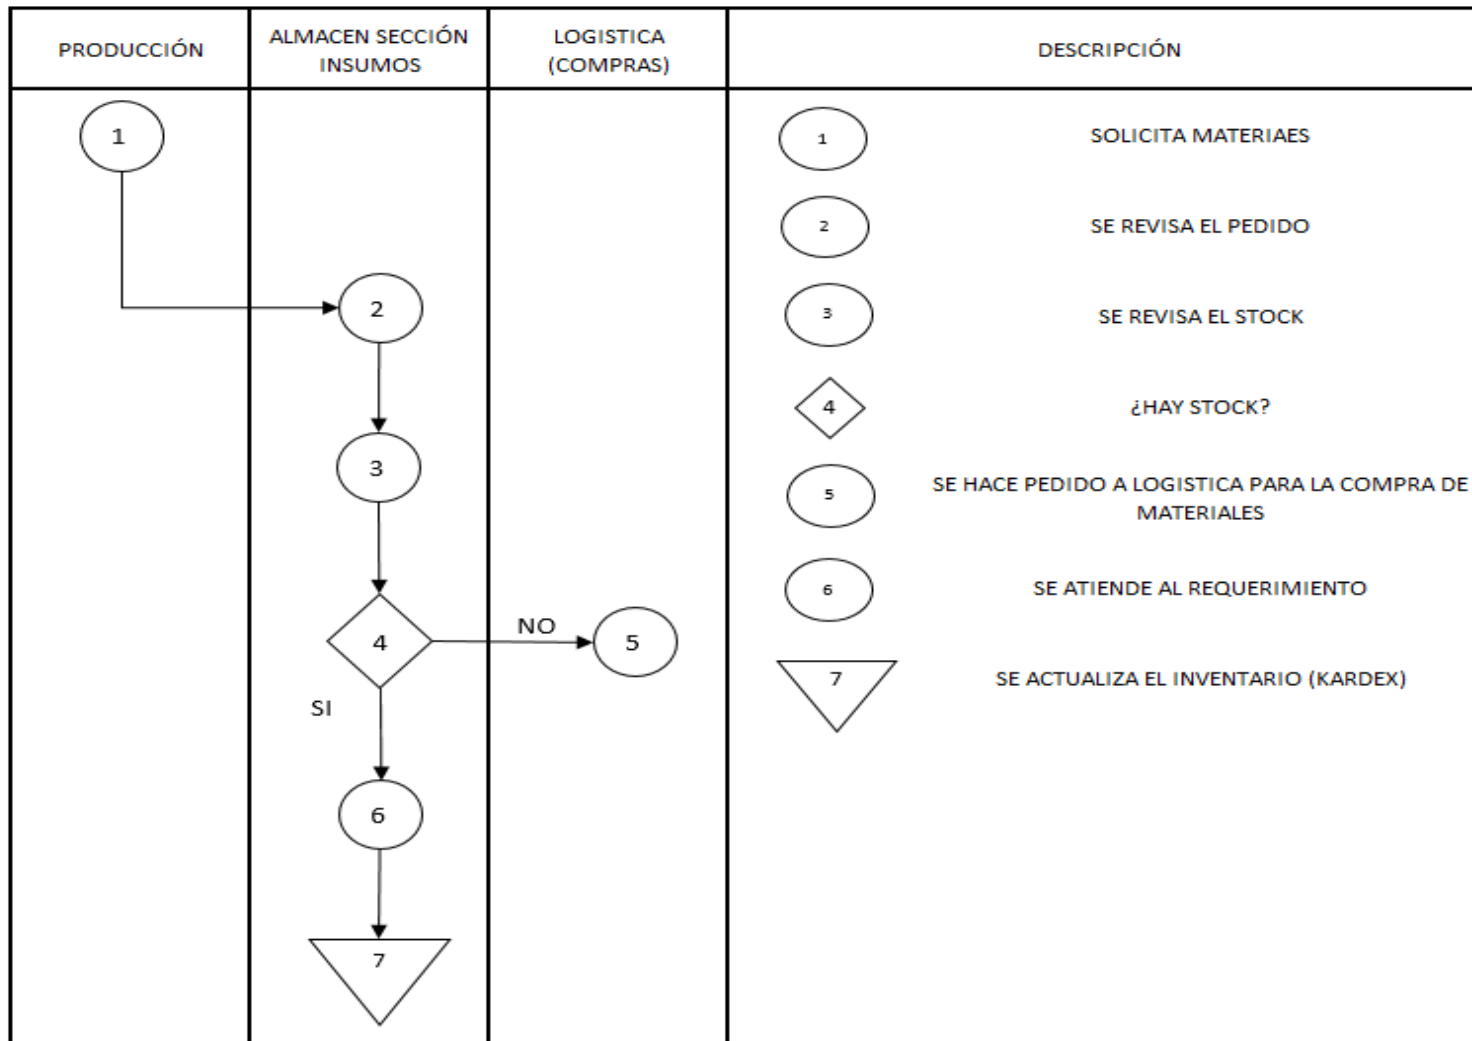 PRODUCCIÓN
ALMACEN SECCIÓN
INSUMOS
LOGISTICA
(COMPRAS)
DESCRIPCIÓN
1
2
3
4
NO
5
SI
6
7
1
SOLICITA MATERIAES
2
SE REVISA EL PEDIDO
3
SE REVISA EL STOCK
4
¿HAY STOCK?
5
SE HACE PEDIDO A LOGISTICA PARA LA COMPRA DE
MATERIALES
6
SE ATIENDE AL REQUERIMIENTO
7
SE ACTUALIZA EL INVENTARIO (KARDEX)